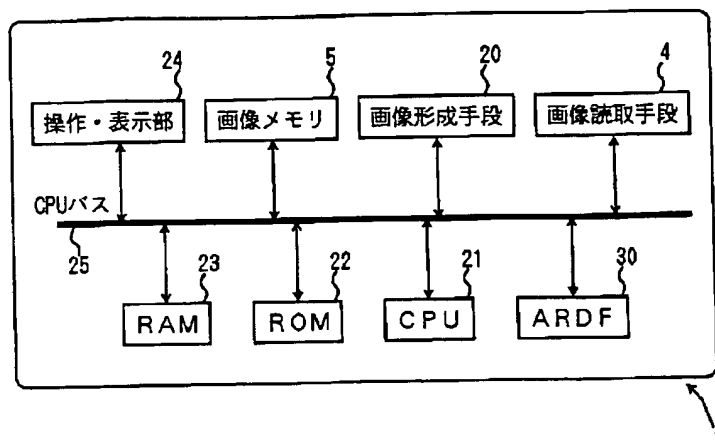 24
5
20
4
操作・表示部
画像メモリ
画像形成手段
画像読取手段
CPUバス
25
23
22
21
30
RAM
ROM
CPU
ARDF